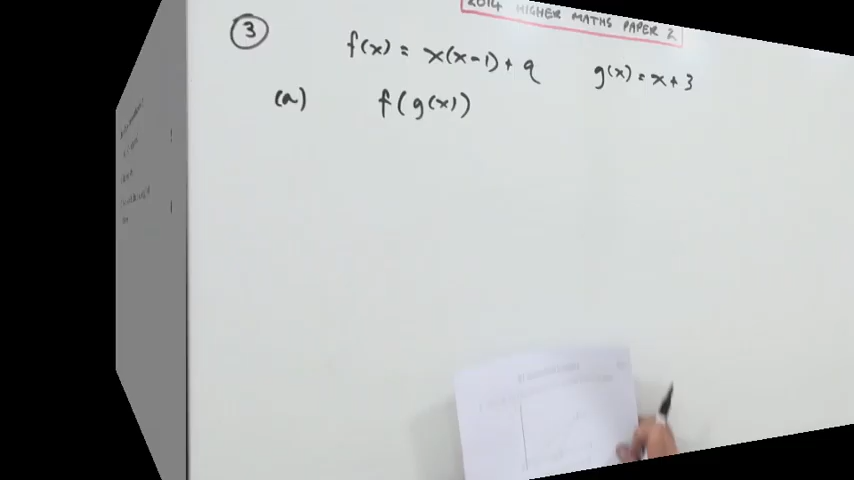 2014 HIGHER MATHS PAPER 2
③ f(x) = x(x-1) + q g(x) = x + 3
(a) f(g(x))